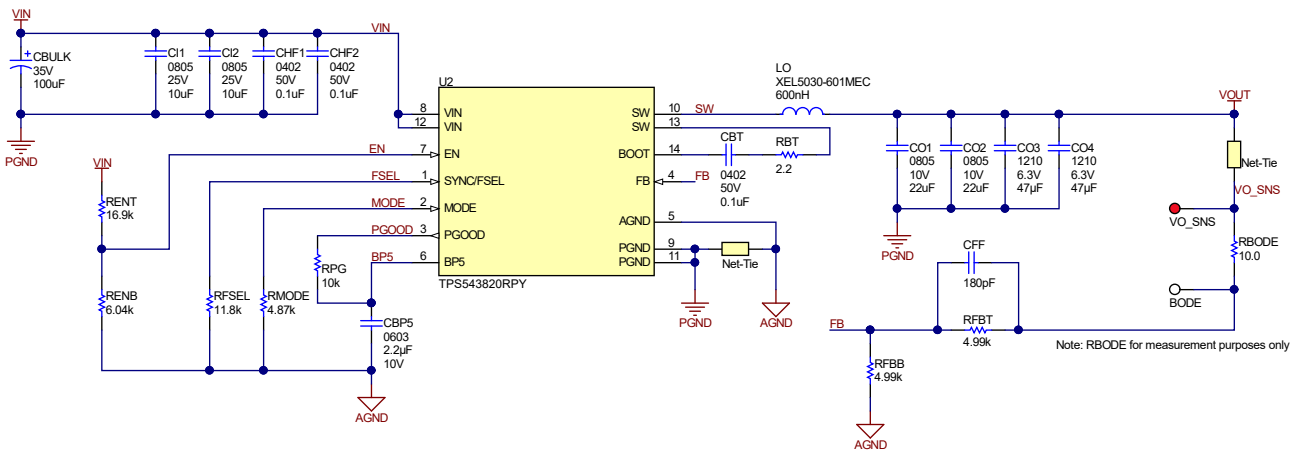 VIN
VIN
CBULK
35V
100uF
+
CI1
0805
25V
10uF
CI2
0805
25V
10uF
CHF1
0402
50V
0.1uF
CHF2
0402
50V
0.1uF
PGND
VIN
RENT
16.9k
RENB
6.04k
EN
FSEL
MODE
PGOOD
BP5
RFSEL
11.8k
RMODE
4.87k
RPG
10k
CBP5
0603
2.2µF
10V
AGND
U2
8
VIN
12
VIN
7
EN
1
SYNC/FSEL
2
MODE
3
PGOOD
6
BP5
SW
10
SW
13
BOOT
14
FB
4
AGND
5
PGND
9
PGND
11
TPS543820RPY
SW
LO
XEL5030-601MEC
600nH
CBT
0402
50V
0.1uF
RBT
2.2
FB
Net-Tie
PGND
AGND
CO1
0805
10V
22uF
CO2
0805
10V
22uF
CO3
1210
6.3V
47µF
CO4
1210
6.3V
47µF
PGND
VOUT
Net-Tie
VO_SNS
VO_SNS
RBODE
10.0
BODE
CFF
180pF
FB
RFBT
4.99k
RFBB
4.99k
AGND
Note: RBODE for measurement purposes only